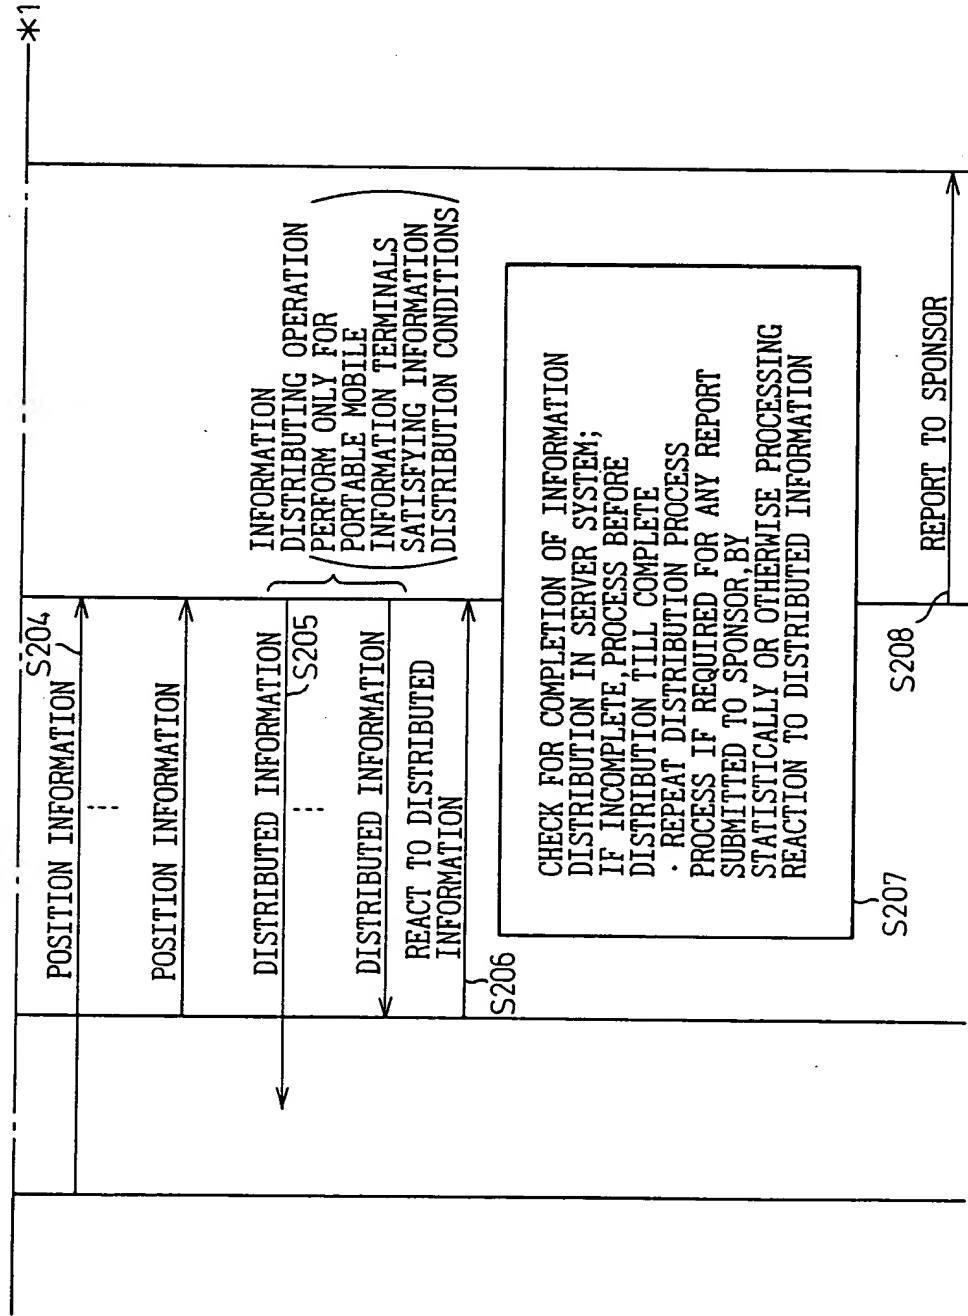 *1
POSITION INFORMATION
S204
POSITION INFORMATION
DISTRIBUTED INFORMATION
S205
DISTRIBUTED INFORMATION
INFORMATION
DISTRIBUTING OPERATION
PERFORM ONLY FOR
PORTABLE MOBILE
INFORMATION TERMINALS
SATISFYING INFORMATION
DISTRIBUTION CONDITIONS
REACT TO DISTRIBUTED
INFORMATION
S206
CHECK FOR COMPLETION OF INFORMATION
DISTRIBUTION IN SERVER SYSTEM;
IF INCOMPLETE,PROCESS BEFORE
DISTRIBUTION TILL COMPLETE
· REPEAT DISTRIBUTION PROCESS
PROCESS IF REQUIRED FOR ANY REPORT
SUBMITTED TO SPONSOR,BY
STATISTICALLY OR OTHERWISE PROCESSING
REACTION TO DISTRIBUTED INFORMATION
S207
S208
REPORT TO SPONSOR